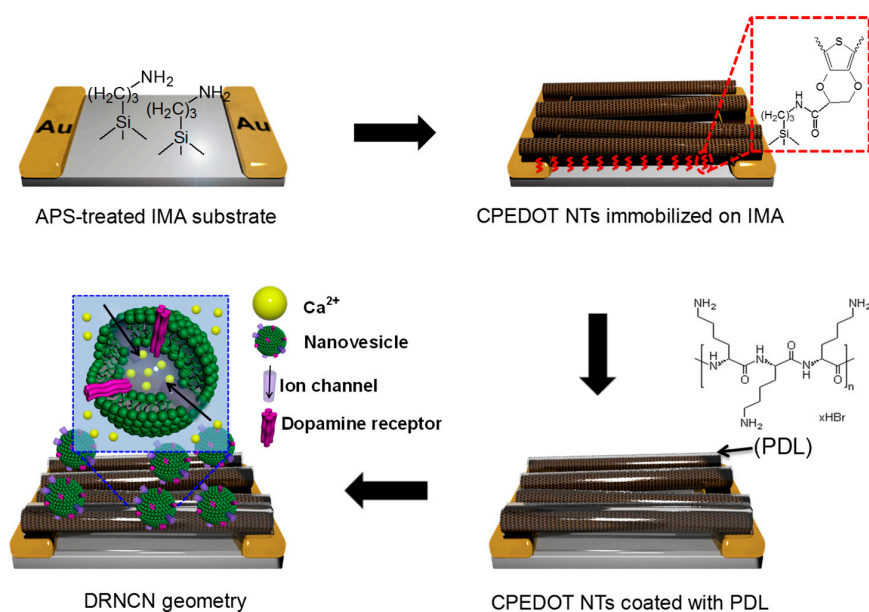 NH2
(H2C)3
NH2
(H2C)3
Si
Si
Au
Au
APS-treated IMA substrate
S
O
O
HN
O
(H2C)3
Si
CPEDOT NTs immobilized on IMA
NH2
NH2
H
N
O
N
H
O
H
N
O
n
NH2
xHBr
(PDL)
CPEDOT NTs coated with PDL
Ca2+
Nanovesicle
Ion channel
Dopamine receptor
DRNCN geometry